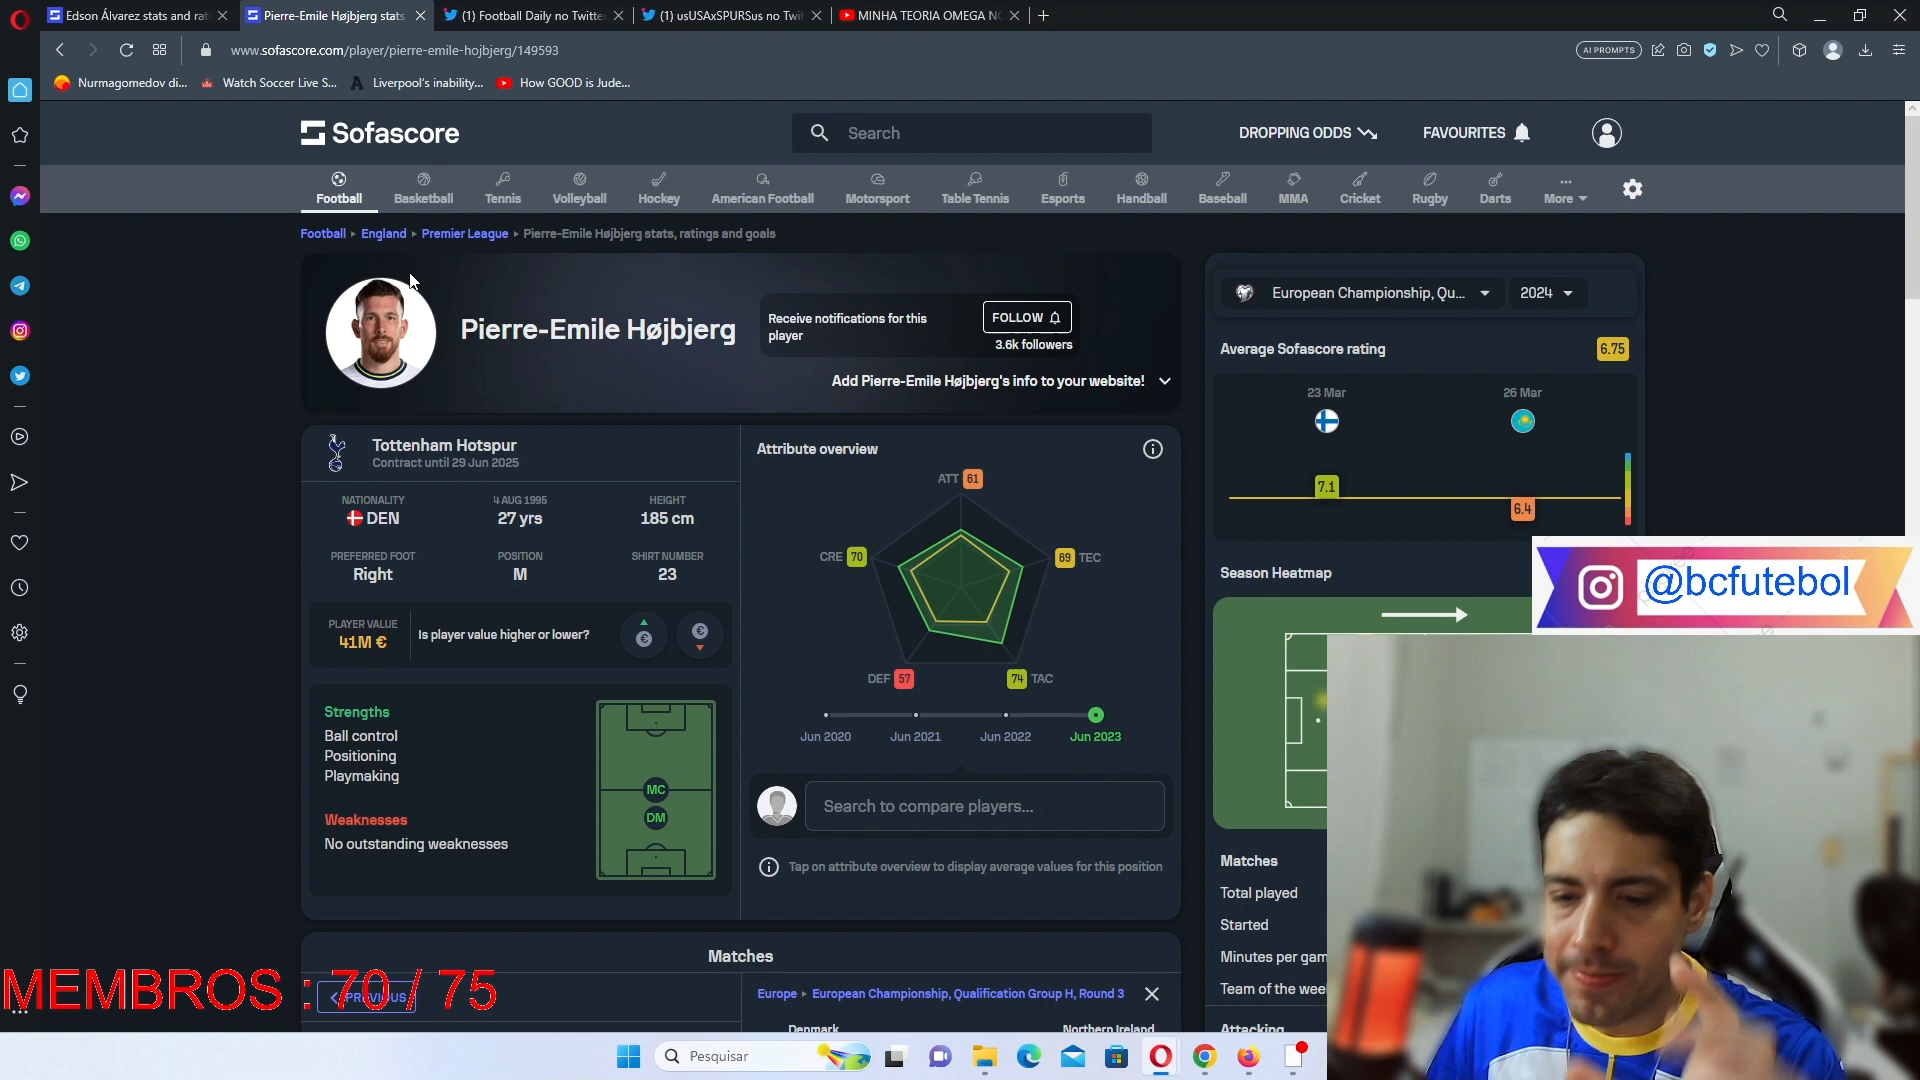 Edson Álvarez stats and rat
Pierre-Emile Højbjerg stats
(1) Football Daily no Twitte
(1) usUSAxSPURSus no Twit
MINHA TEORIA OMEGA N
www.sofascore.com/player/pierre-emile-hojbjerg/149593
AI PROMPTS
Nurmagomedov di...
Watch Soccer Live S...
Liverpool's inability...
How GOOD is Jude...
Sofascore
Search
DROPPING ODDS
FAVOURITES
Football
Basketball
Tennis
Volleyball
Hockey
American Football
Motorsport
Table Tennis
Esports
Handball
Baseball
MMA
Cricket
Rugby
Darts
More
Football
England
Premier League
Pierre-Emile Højbjerg stats, ratings and goals
Pierre-Emile Højbjerg
Receive notifications for this
player
FOLLOW
3.6k followers
Add Pierre-Emile Højbjerg's info to your website!
European Championship, Qu...
2024
Average Sofascore rating
6.75
23 Mar
26 Mar
7.1
6.4
Tottenham Hotspur
Contract until 29 Jun 2025
NATIONALITY
DEN
4 AUG 1995
27 yrs
HEIGHT
185 cm
PREFERRED FOOT
Right
POSITION
M
SHIRT NUMBER
23
PLAYER VALUE
41M €
Is player value higher or lower?
Strengths
Ball control
Positioning
Playmaking
Weaknesses
No outstanding weaknesses
MC
DM
Attribute overview
ATT 61
CRE 70
69 TEC
DEF 57
74 TAC
Jun 2020
Jun 2021
Jun 2022
Jun 2023
Search to compare players...
Tap on attribute overview to display average values for this position
Season Heatmap
@bcfutebol
Matches
Total played
Started
Minutes per gam
Team of the wee
Attacking
Matches
PREVIOUS
Europe
European Championship, Qualification Group H, Round 3
Denmark
Northern Ireland
MEMBROS : 70 / 75
Pesquisar